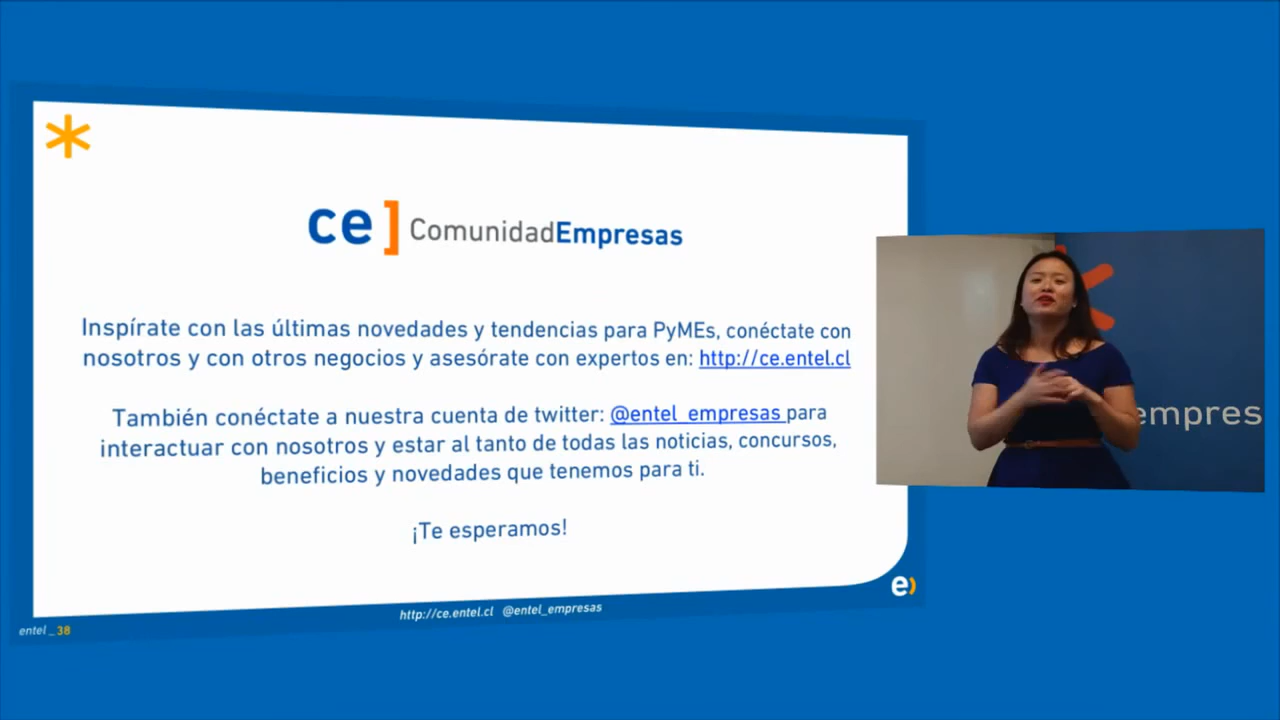 ce] ComunidadEmpresas
Inspírate con las últimas novedades y tendencias para PyMEs, conéctate con
nosotros y con otros negocios y asesórate con expertos en: http://ce.entel.cl
También conéctate a nuestra cuenta de twitter: @entel_empresas para
interactuar con nosotros y estar al tanto de todas las noticias, concursos,
beneficios y novedades que tenemos para ti.
¡Te esperamos!
empres
e)
http://ce.entel.cl @entel_empresas
entel _ 38